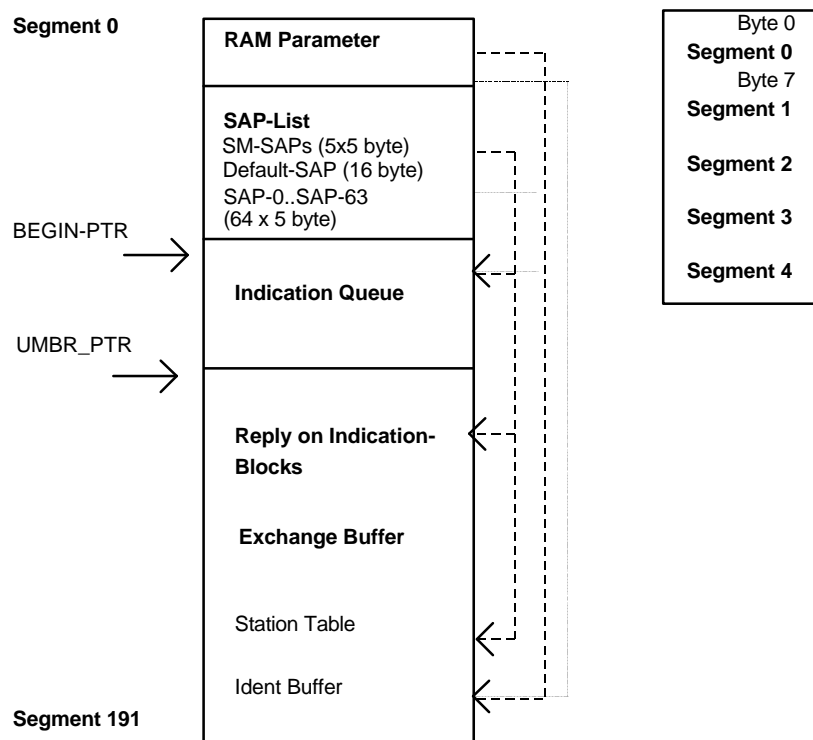 Segment 0
RAM Parameter
SAP-List
SM-SAPs (5x5 byte)
Default-SAP (16 byte)
SAP-0..SAP-63
(64 x 5 byte)
BEGIN-PTR
Indication Queue
UMBR_PTR
Reply on Indication-
Blocks
Exchange Buffer
Station Table
Ident Buffer
Segment 191
Byte 0
Segment 0
Byte 7
Segment 1
Segment 2
Segment 3
Segment 4